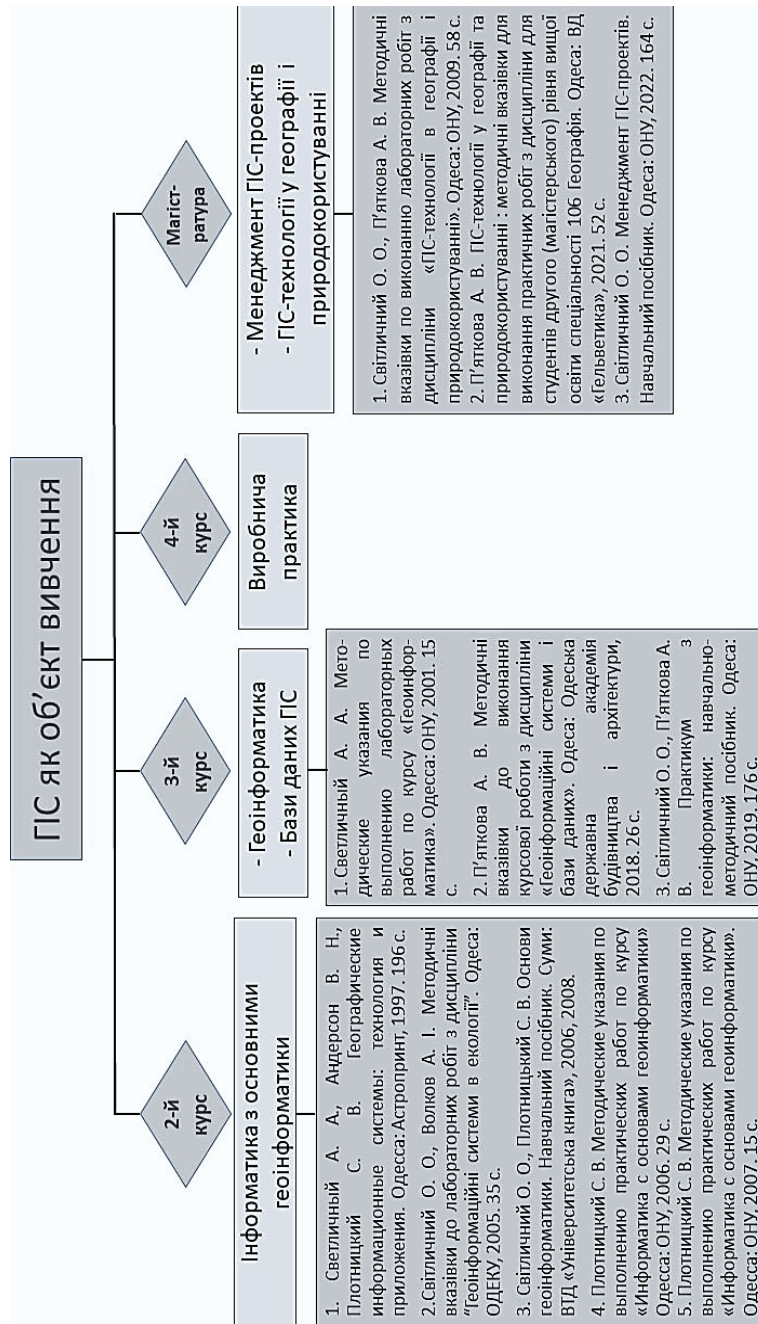 ГІС як об’єкт вивчення
2-й
курс
Інформатика з основними
геоінформатики
1. Светличный А. А., Андерсон В. Н.,
Плотницкий С. В. Географические
информационные системы: технология и
приложения. Одесса: Астропринт, 1997. 196 с.
2. Світличний О. О., Волков А. І. Методичні
вказівки до лабораторних робіт з дисципліни
“Геоінформаційні системи в екології”. Одеса:
ОДЕКУ, 2005. 35 с.
3. Світличний О. О., Плотницький С. В. Основи
геоінформатики. Навчальний посібник. Суми:
ВТД «Університетська книга», 2006, 2008.
4. Плотницкий С. В. Методические указания по
выполнению практических работ по курсу
«Информатика с основами геоинформатики»
Одесса: ОНУ, 2006. 29 с.
5. Плотницкий С. В. Методические указания по
выполнению практических работ по курсу
«Информатика с основами геоинформатики».
Одесса: ОНУ, 2007. 15 с.
3-й
курс
- Геоінформатика
- Бази даних ГІС
1. Светличный А. А. Мето-
дические указания по
выполнению лабораторных
работ по курсу «Геоинфор-
матика». Одесса: ОНУ, 2001. 15
с.
2. П’яткова А. В. Методичні
вказівки до виконання
курсової роботи з дисципліни
«Геоінформаційні системи і
бази даних». Одеса: Одеська
державна академія
будівництва і архітектури,
2018. 26 с.
3. Світличний О. О., П’яткова А.
В. Практикум з
геоінформатики: навчально-
методичний посібник. Одеса:
ОНУ, 2019. 176 с.
4-й
курс
Виробнича
практика
Магіст-
ратура
- Менеджмент ГІС-проектів
- ГІС-технології у географії і
природокористуванні
1. Світличний О. О., П’яткова А. В. Методичні
вказівки по виконанню лабораторних робіт з
дисципліни «ГІС-технології в географії і
природокористуванні». Одеса: ОНУ, 2009. 58 с.
2. П’яткова А. В. ГІС-технології у географії та
природокористуванні : методичні вказівки для
виконання практичних робіт з дисципліни для
студентів другого (магістерського) рівня вищої
освіти спеціальності 106 Географія. Одеса: ВД
«Гельветика», 2021. 52 с.
3. Світличний О. О. Менеджмент ГІС-проектів.
Навчальний посібник. Одеса: ОНУ, 2022. 164 с.